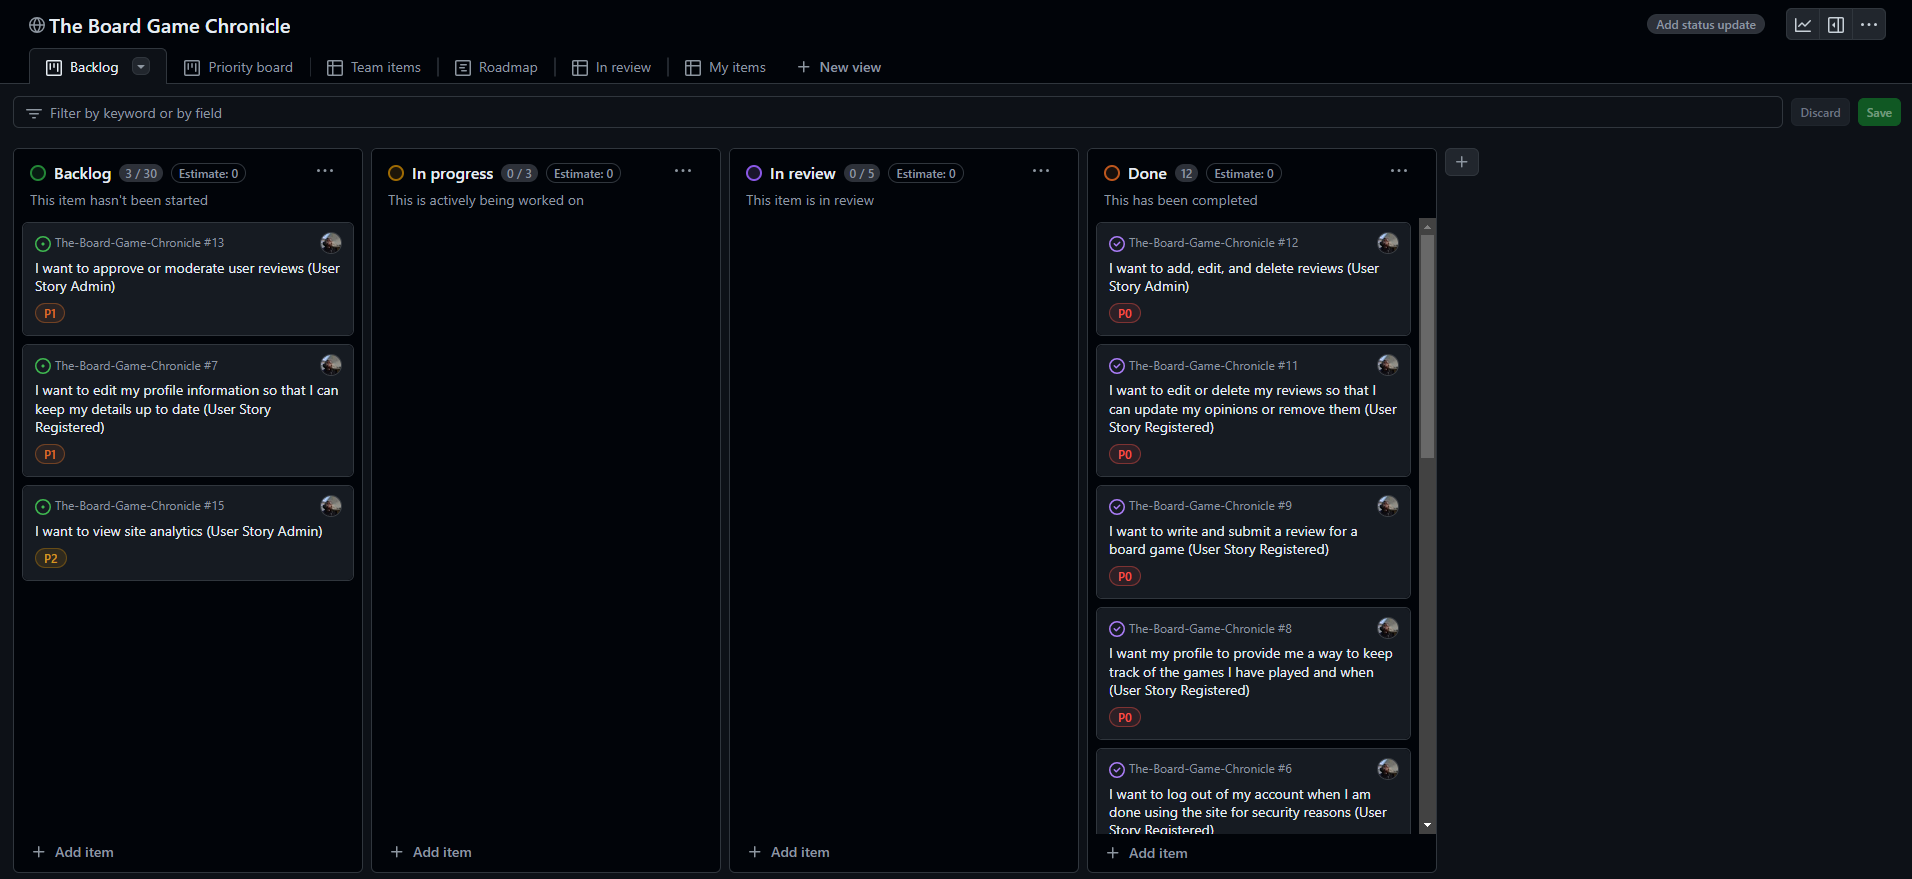 The Board Game Chronicle
Add status update
Backlog
Priority board
Team items
Roadmap
In review
My items
New view
Filter by keyword or by field
Discard
Save
Backlog 3 / 30 Estimate: 0
This item hasn't been started
The-Board-Game-Chronicle #13
I want to approve or moderate user reviews (User
Story Admin)
P1
The-Board-Game-Chronicle #7
I want to edit my profile information so that I can
keep my details up to date (User Story
Registered)
P1
The-Board-Game-Chronicle #15
I want to view site analytics (User Story Admin)
P2
Add item
In progress 0 / 3 Estimate: 0
This is actively being worked on
Add item
In review 0 / 5 Estimate: 0
This item is in review
Add item
Done 12 Estimate: 0
This has been completed
The-Board-Game-Chronicle #12
I want to add, edit, and delete reviews (User
Story Admin)
P0
The-Board-Game-Chronicle #11
I want to edit or delete my reviews so that I
can update my opinions or remove them (User
Story Registered)
P0
The-Board-Game-Chronicle #9
I want to write and submit a review for a
board game (User Story Registered)
P0
The-Board-Game-Chronicle #8
I want my profile to provide me a way to keep
track of the games I have played and when
(User Story Registered)
P0
The-Board-Game-Chronicle #6
I want to log out of my account when I am
done using the site for security reasons (User
Story Registered)
Add item